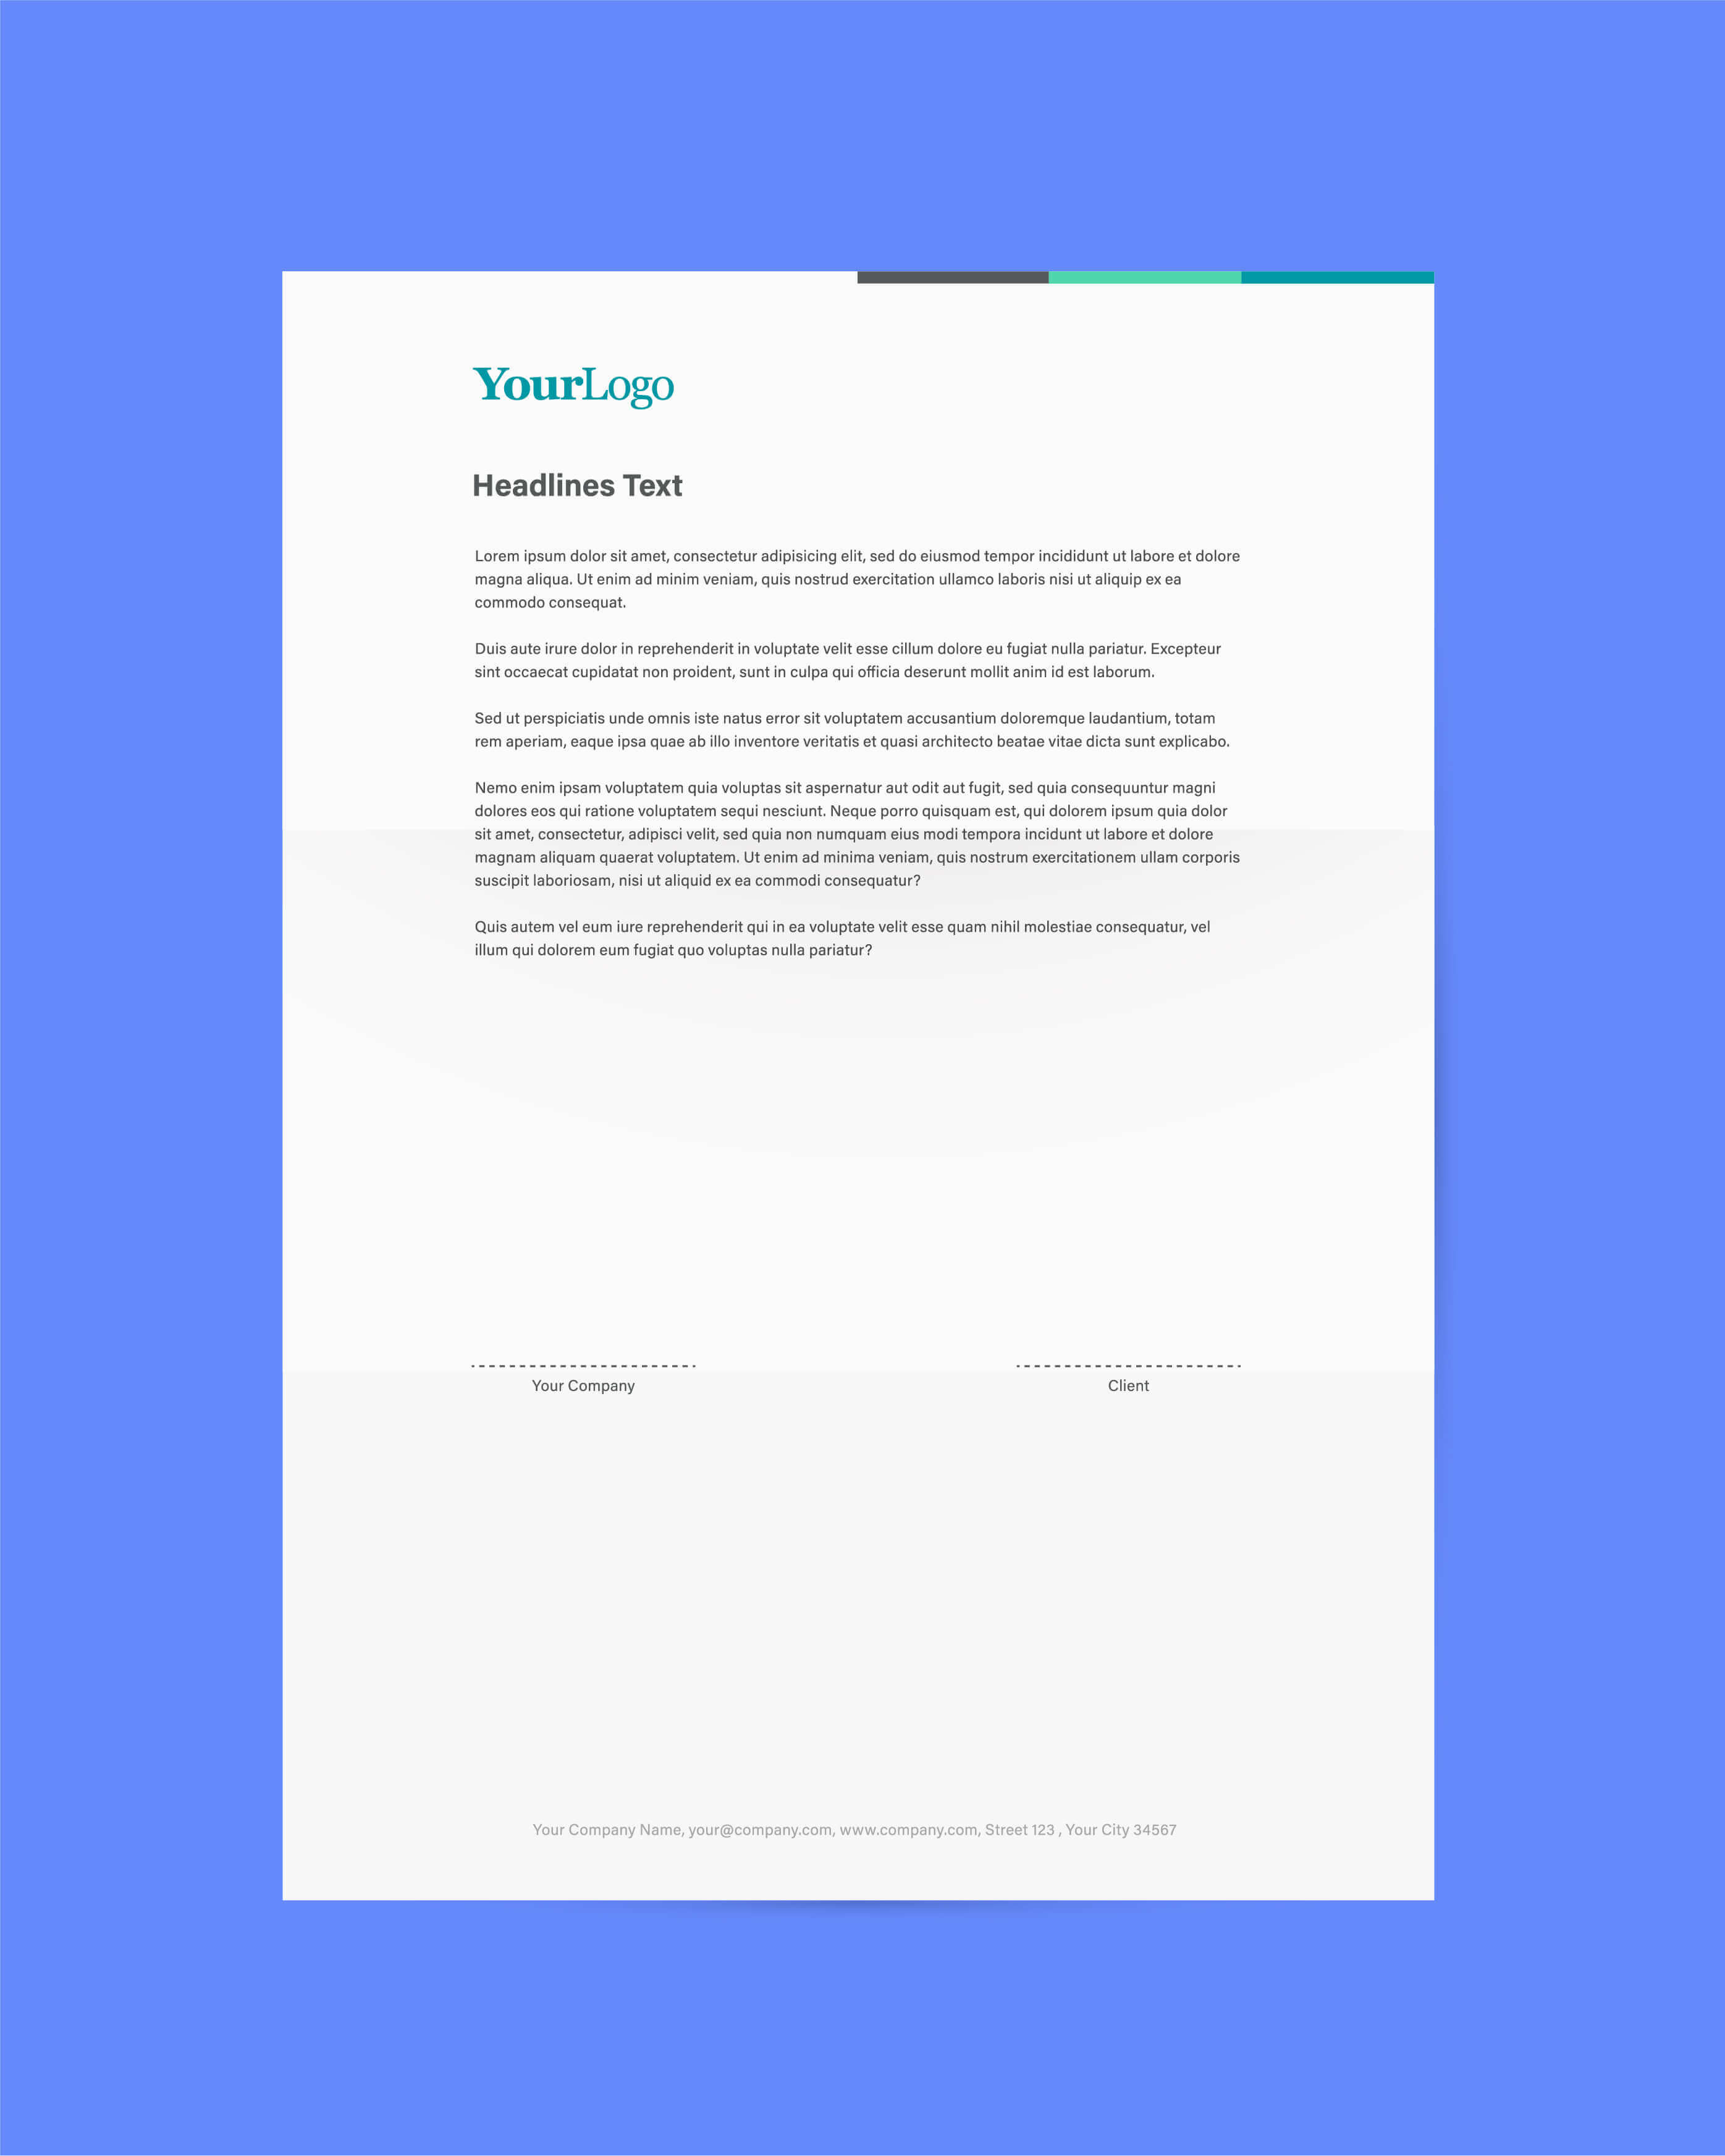 YourLogo
Headlines Text
Lorem ipsum dolor sit amet, consectetur adipisicing elit, sed do eiusmod tempor incididunt ut labore et dolore
magna aliqua. Ut enim ad minim veniam, quis nostrud exercitation ullamco laboris nisi ut aliquip ex ea
commodo consequat.
Duis aute irure dolor in reprehenderit in voluptate velit esse cillum dolore eu fugiat nulla pariatur. Excepteur
sint occaecat cupidatat non proident, sunt in culpa qui officia deserunt mollit anim id est laborum.
Sed ut perspiciatis unde omnis iste natus error sit voluptatem accusantium doloremque laudantium, totam
rem aperiam, eaque ipsa quae ab illo inventore veritatis et quasi architecto beatae vitae dicta sunt explicabo.
Nemo enim ipsam voluptatem quia voluptas sit aspernatur aut odit aut fugit, sed quia consequuntur magni
dolores eos qui ratione voluptatem sequi nesciunt. Neque porro quisquam est, qui dolorem ipsum quia dolor
sit amet, consectetur, adipisci velit, sed quia non numquam eius modi tempora incidunt ut labore et dolore
magnam aliquam quaerat voluptatem. Ut enim ad minima veniam, quis nostrum exercitationem ullam corporis
suscipit laboriosam, nisi ut aliquid ex ea commodi consequatur?
Quis autem vel eum iure reprehenderit qui in ea voluptate velit esse quam nihil molestiae consequatur, vel
illum qui dolorem eum fugiat quo voluptas nulla pariatur?
Your Company
Client
Your Company Name, your@company.com, www.company.com, Street 123 , Your City 34567